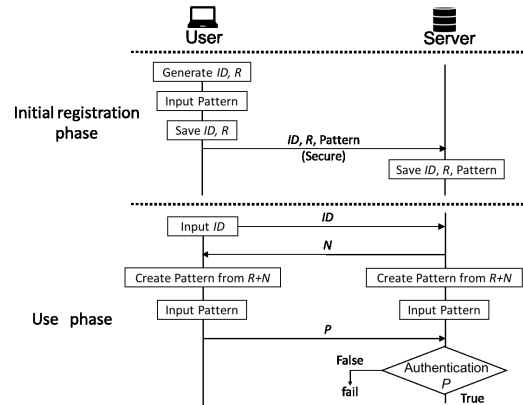 User
Server
Generate ID, R
Input Pattern
Save ID, R
Initial registration
phase
ID, R, Pattern
(Secure)
Save ID, R, Pattern
Input ID
ID
N
Create Pattern from R+N
Create Pattern from R+N
Input Pattern
Input Pattern
Use phase
P
False
fail
Authentication
P
True